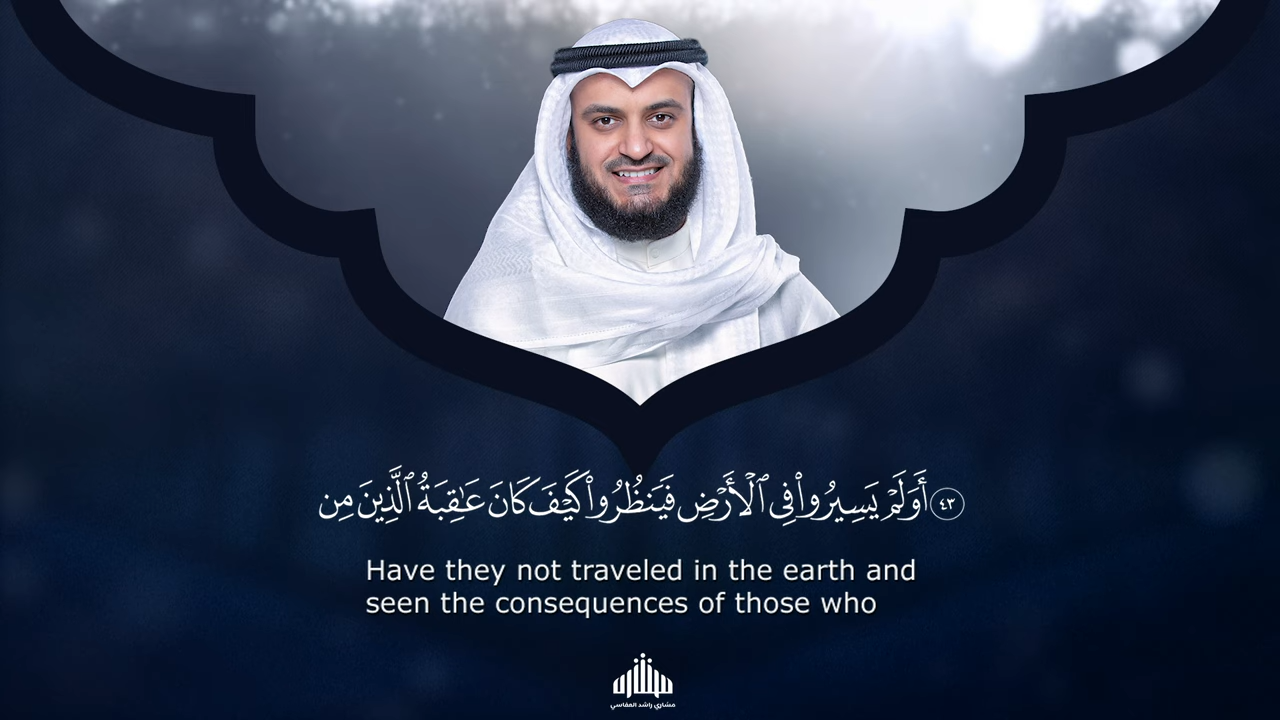 ٤٣ أَوَلَمْ يَسِيرُوا۟ فِى ٱلْأَرْضِ فَيَنظُرُوا۟ كَيْفَ كَانَ عَـٰقِبَةُ ٱلَّذِينَ مِن
Have they not traveled in the earth and
seen the consequences of those who
مشاري راشد العفاسي